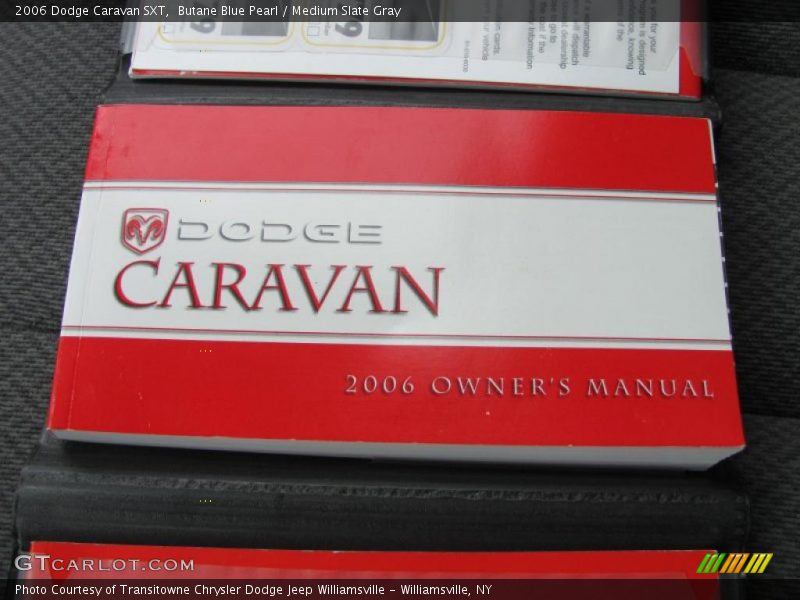 2006 Dodge Caravan SXT,  Butane Blue Pearl / Medium Slate Gray
DODGE
CARAVAN
2006 OWNER'S MANUAL
GTCARLOT.COM
Photo Courtesy of Transitowne Chrysler Dodge Jeep Williamsville – Williamsville, NY